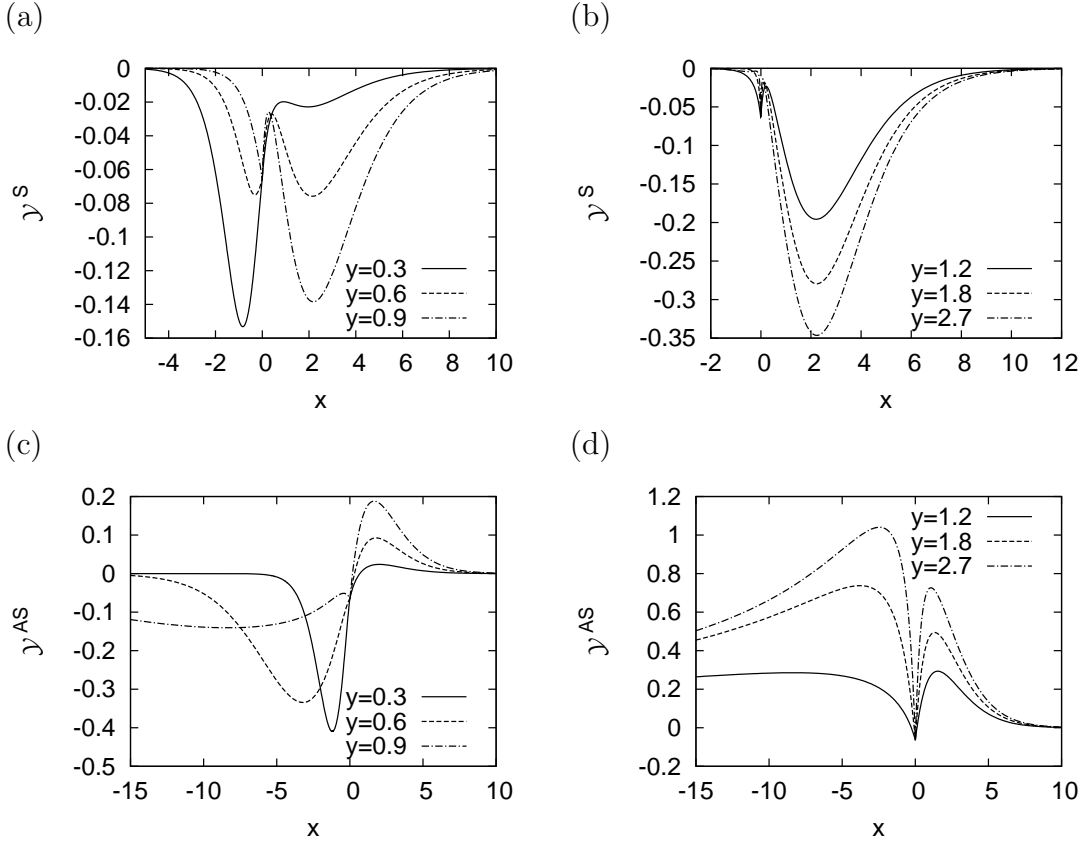 (a)
0
-0.02
-0.04
-0.06
-0.08
-0.1
-0.12
-0.14
-0.16
-4 -2 0 2 4 6 8 10
𝒴^S
x
y=0.3
y=0.6
y=0.9
(b)
0
-0.05
-0.1
-0.15
-0.2
-0.25
-0.3
-0.35
-2 0 2 4 6 8 10 12
𝒴^S
x
y=1.2
y=1.8
y=2.7
(c)
0.2
0.1
0
-0.1
-0.2
-0.3
-0.4
-0.5
-15 -10 -5 0 5 10
𝒴^AS
x
y=0.3
y=0.6
y=0.9
(d)
1.2
1
0.8
0.6
0.4
0.2
0
-0.2
-15 -10 -5 0 5 10
𝒴^AS
x
y=1.2
y=1.8
y=2.7